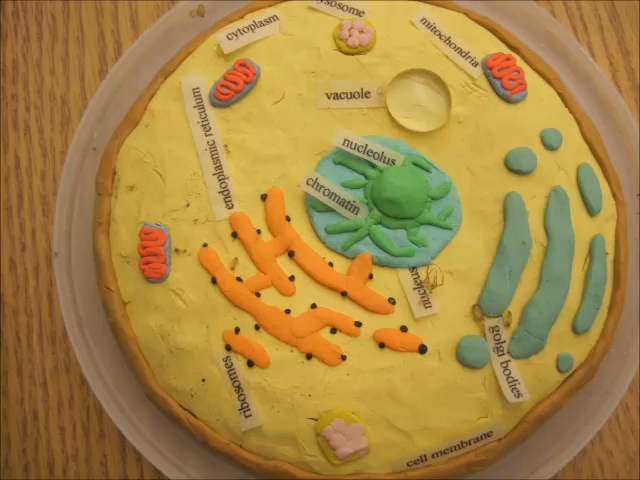 lysosome
cytoplasm
mitochondria
vacuole
endoplasmic reticulum
nucleolus
chromatin
nucleus
golgi bodies
ribosomes
cell membrane